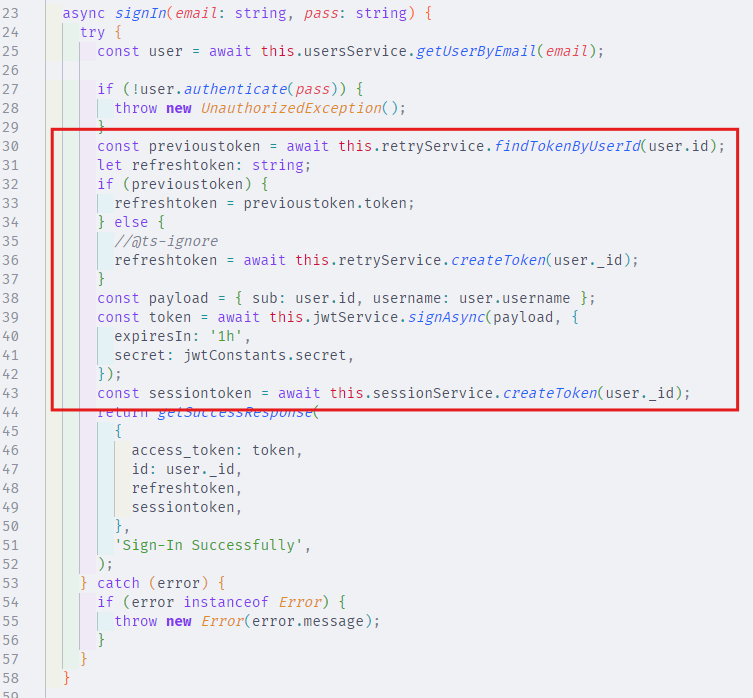 23 async signIn(email: string, pass: string) {
24 try {
25 const user = await this.usersService.getUserByEmail(email);
26
27 if (!user.authenticate(pass)) {
28 throw new UnauthorizedException();
29 }
30 const previoustoken = await this.retryService.findTokenByUserId(user.id);
31 let refreshtoken: string;
32 if (previoustoken) {
33 refreshtoken = previoustoken.token;
34 } else {
35 //@ts-ignore
36 refreshtoken = await this.retryService.createToken(user._id);
37 }
38 const payload = { sub: user.id, username: user.username };
39 const token = await this.jwtService.signAsync(payload, {
40 expiresIn: '1h',
41 secret: jwtConstants.secret,
42 });
43 const sessiontoken = await this.sessionService.createToken(user._id);
44 return getSuccessResponse(
45 {
46 access_token: token,
47 id: user._id,
48 refreshtoken,
49 sessiontoken,
50 },
51 'Sign-In Successfully',
52 );
53 } catch (error) {
54 if (error instanceof Error) {
55 throw new Error(error.message);
56 }
57 }
58 }
59